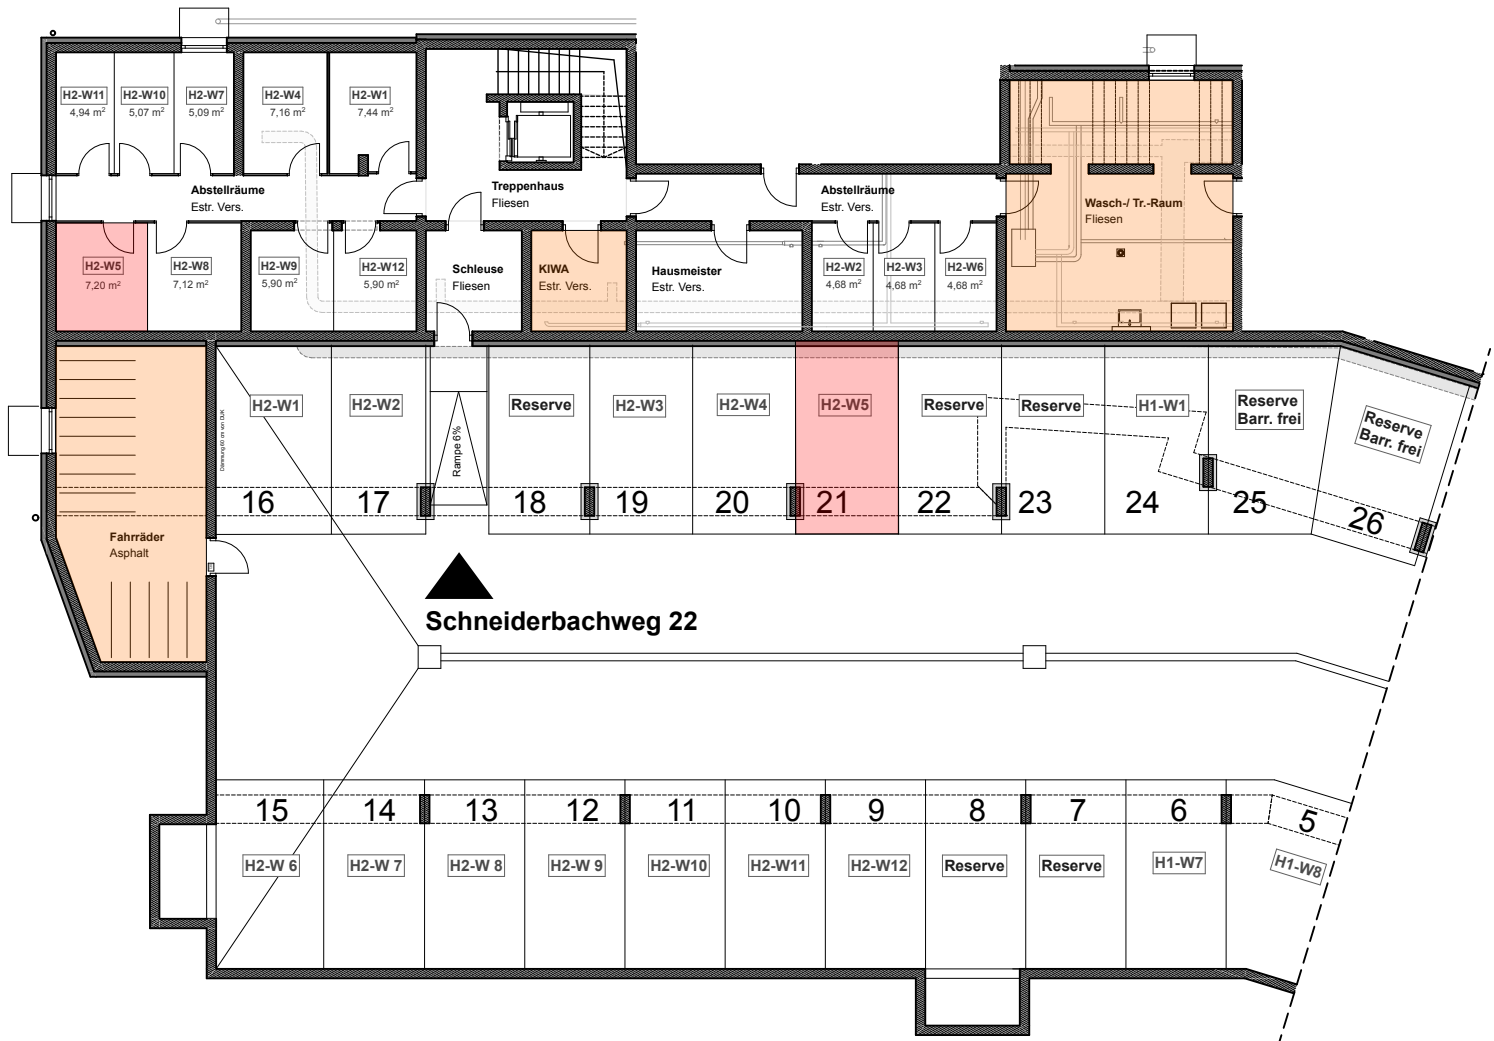 H2-W11
4,94 m²
H2-W10
5,07 m²
H2-W7
5,09 m²
H2-W4
7,16 m²
H2-W1
7,44 m²
Abstellräume
Estr. Vers.
Treppenhaus
Fliesen
Abstellräume
Estr. Vers.
Wasch-/ Tr.-Raum
Fliesen
H2-W5
7,20 m²
H2-W8
7,12 m²
H2-W9
5,90 m²
H2-W12
5,90 m²
Schleuse
Fliesen
KIWA
Estr. Vers.
Hausmeister
Estr. Vers.
H2-W2
4,68 m²
H2-W3
4,68 m²
H2-W6
4,68 m²
H2-W1
H2-W2
Rampe 6%
Reserve
H2-W3
H2-W4
H2-W5
Reserve
Reserve
H1-W1
Reserve
Barr. frei
Reserve
Barr. frei
16
17
18
19
20
21
22
23
24
25
26
Fahrräder
Asphalt
Schneiderbachweg 22
15
14
13
12
11
10
9
8
7
6
5
H2-W 6
H2-W 7
H2-W 8
H2-W 9
H2-W10
H2-W11
H2-W12
Reserve
Reserve
H1-W7
H1-W8